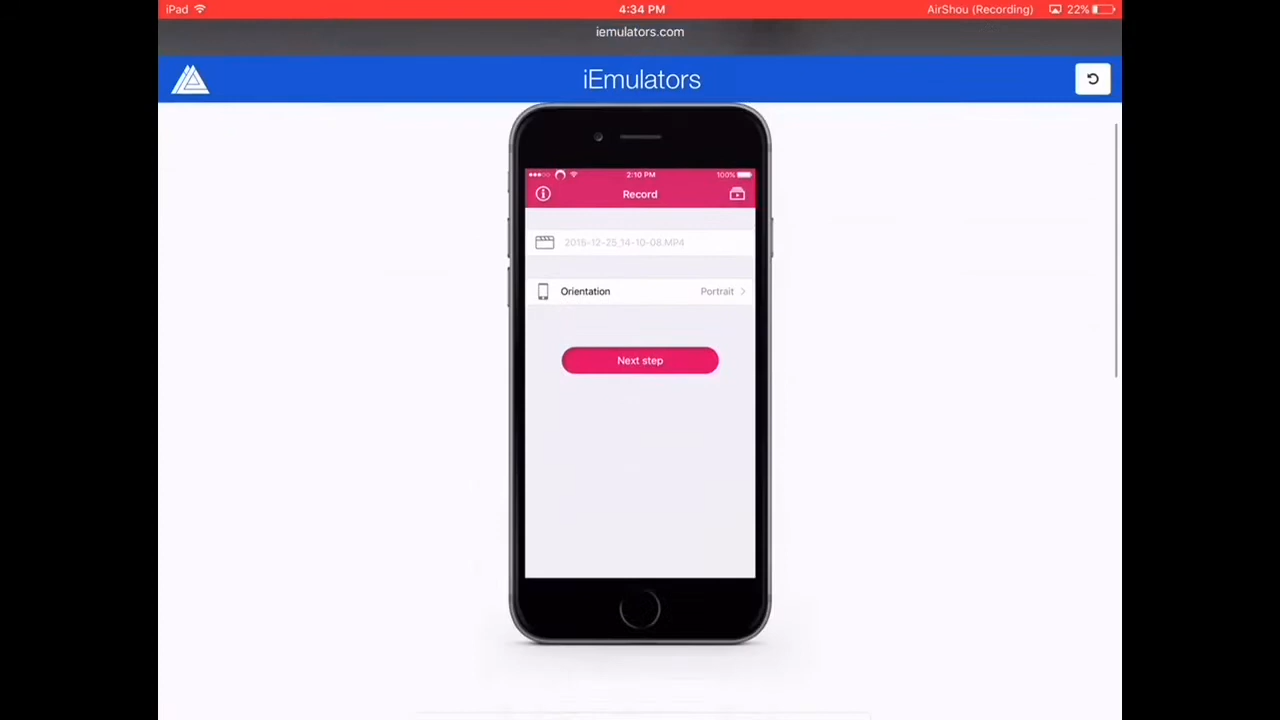 iPad 4:34 PM AirShou (Recording) 22%
iemulators.com
iEmulators
2:10 PM 100%
Record
2015-12-25_14-10-08.MP4
Orientation Portrait
Next step